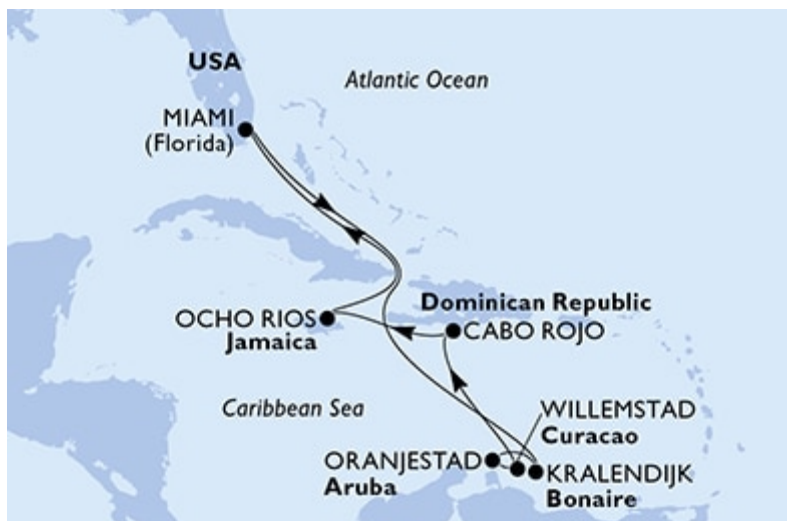 USA
Atlantic Ocean
MIAMI
(Florida)
Dominican Republic
OCHO RIOS
CABO ROJO
Jamaica
Caribbean Sea
WILLEMSTAD
Curacao
ORANJESTAD
Aruba
KRALENDIJK
Bonaire